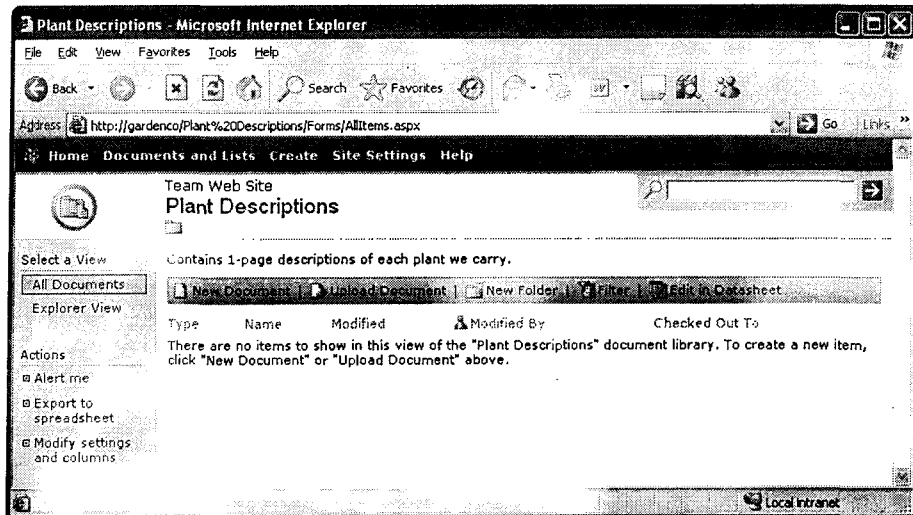 Plant Descriptions - Microsoft Internet Explorer
File Edit View Favorites Tools Help
Back Search Favorites
Address http://gardenco/Plant%20Descriptions/Forms/AllItems.aspx Go Links »
Home Documents and Lists Create Site Settings Help
Team Web Site
Plant Descriptions
Select a View
All Documents
Explorer View
Actions
Alert me
Export to
spreadsheet
Modify settings
and columns
Contains 1-page descriptions of each plant we carry.
New Document | Upload Document | New Folder | Filter | Edit in Datasheet
Type Name Modified Modified By Checked Out To
There are no items to show in this view of the "Plant Descriptions" document library. To create a new item,
click "New Document" or "Upload Document" above.
Local intranet